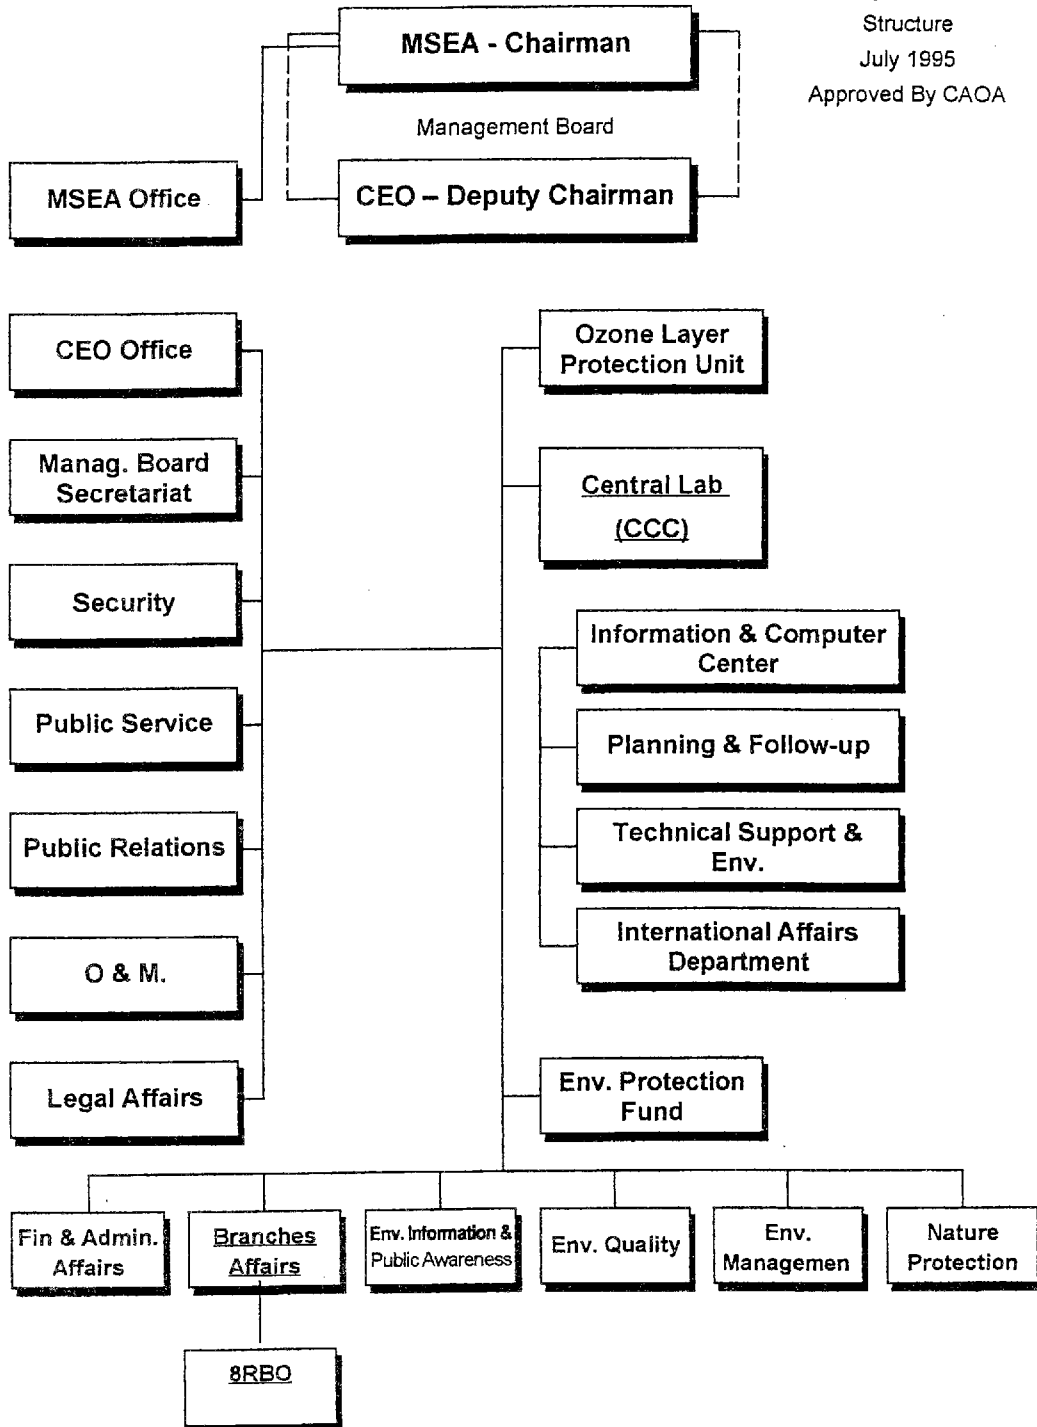 Structure
July 1995
Approved By CAOA
MSEA - Chairman
Management Board
MSEA Office
CEO – Deputy Chairman
CEO Office
Ozone Layer
Protection Unit
Manag. Board
Secretariat
Central Lab
(CCC)
Security
Information & Computer
Center
Public Service
Planning & Follow-up
Public Relations
Technical Support &
Env.
O & M.
International Affairs
Department
Legal Affairs
Env. Protection
Fund
Fin & Admin.
Affairs
Branches
Affairs
Env. Information &
Public Awareness
Env. Quality
Env.
Managemen
Nature
Protection
8RBO